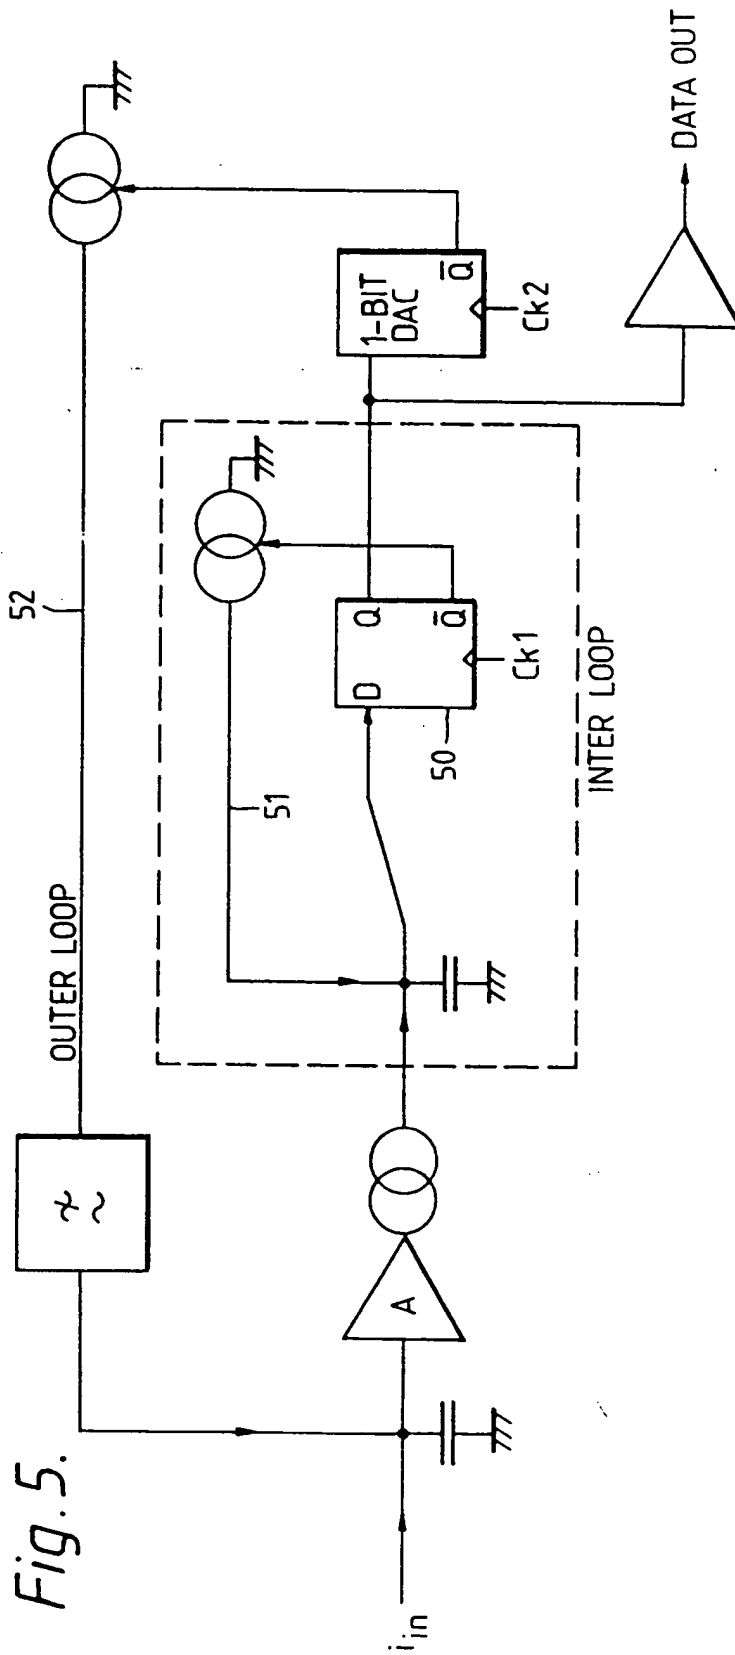 Fig. 5.
OUTER LOOP
52
51
1-BIT
DAC
Q̅
Ck2
D
Q
Q̅
Ck1
50
INTER LOOP
A
i_in
DATA OUT